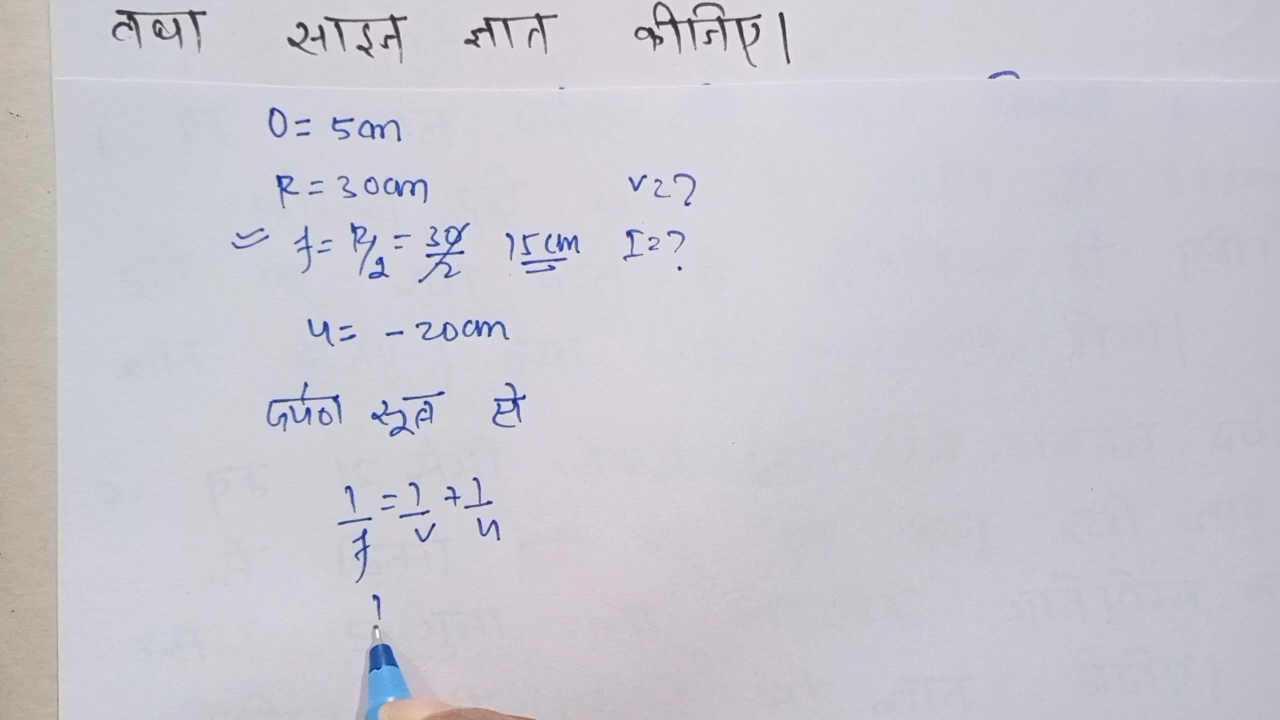 तथा साइज ज्ञात कीजिए।
O = 5cm
R = 30cm v = ?
f = R/2 = 30/2 15cm I = ?
u = - 20cm
दर्पण सूत्र से
1/f = 1/v + 1/u
1